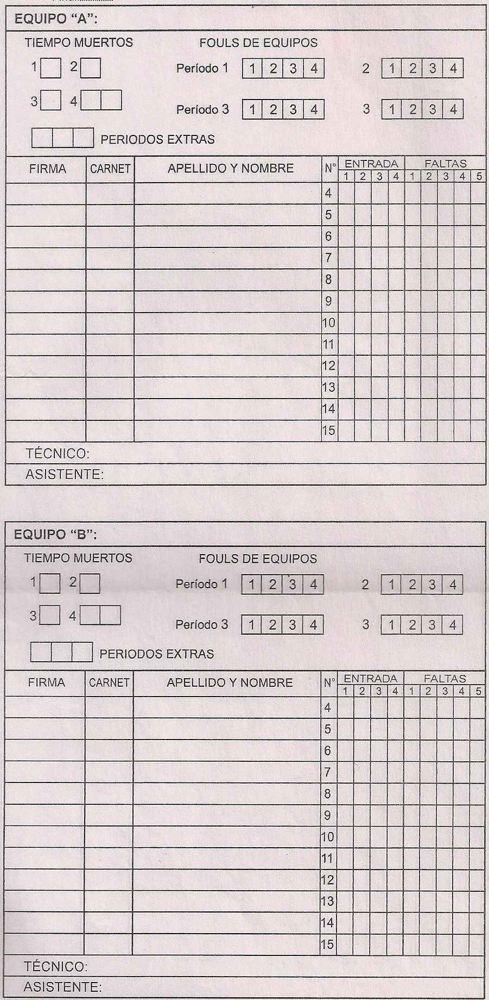 EQUIPO “A”:
TIEMPO MUERTOS FOULS DE EQUIPOS
1 2 Período 1 1 2 3 4 2 1 2 3 4
3 4 Período 3 1 2 3 4 3 1 2 3 4
PERIODOS EXTRAS
FIRMA CARNET APELLIDO Y NOMBRE N° ENTRADA FALTAS
1 2 3 4 1 2 3 4 5
4
5
6
7
8
9
10
11
12
13
14
15
TÉCNICO:
ASISTENTE:
EQUIPO “B”:
TIEMPO MUERTOS FOULS DE EQUIPOS
1 2 Período 1 1 2 3 4 2 1 2 3 4
3 4 Período 3 1 2 3 4 3 1 2 3 4
PERIODOS EXTRAS
FIRMA CARNET APELLIDO Y NOMBRE N° ENTRADA FALTAS
1 2 3 4 1 2 3 4 5
4
5
6
7
8
9
10
11
12
13
14
15
TÉCNICO:
ASISTENTE: